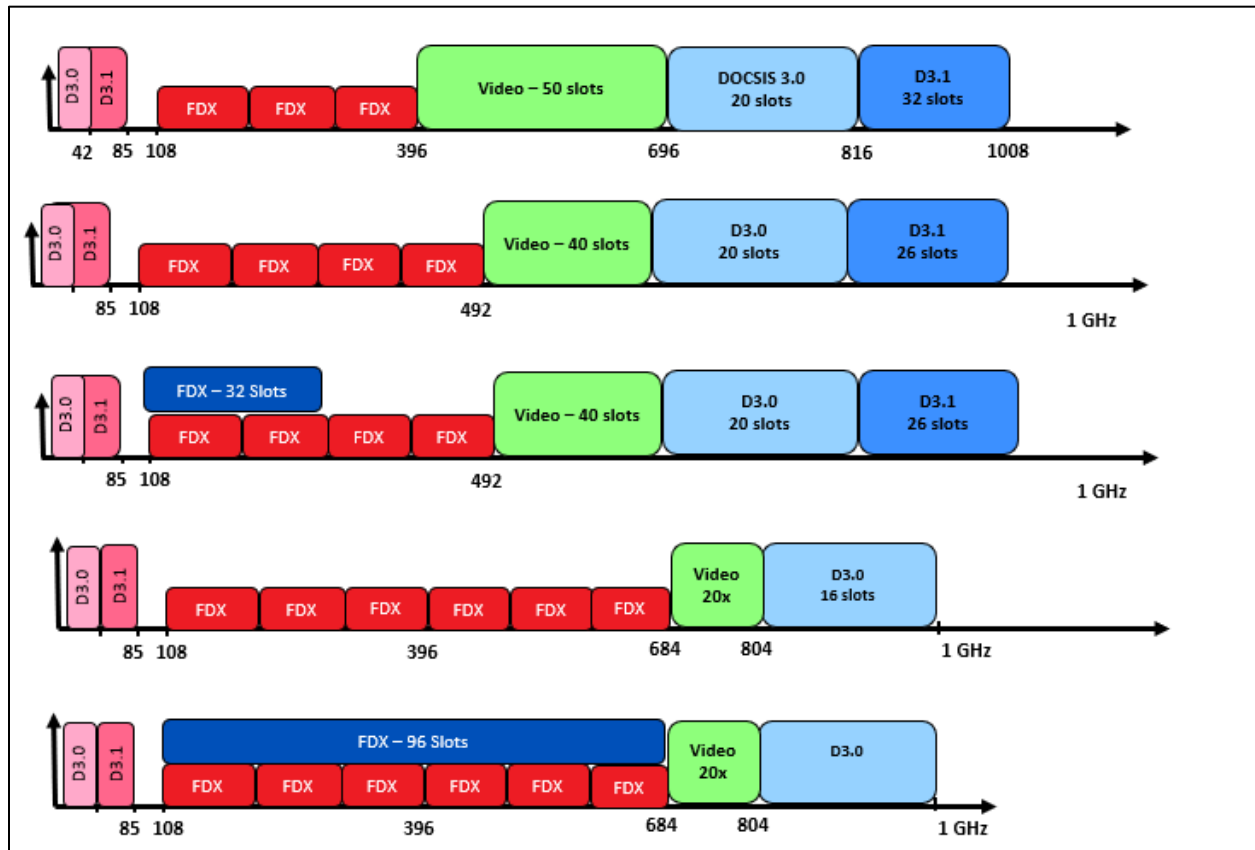 D3.0
D3.1
FDX
FDX
FDX
Video – 50 slots
DOCSIS 3.0
20 slots
D3.1
32 slots
42
85
108
396
696
816
1008
D3.0
D3.1
FDX
FDX
FDX
FDX
Video – 40 slots
D3.0
20 slots
D3.1
26 slots
85
108
492
1 GHz
D3.0
D3.1
FDX – 32 Slots
FDX
FDX
FDX
FDX
Video – 40 slots
D3.0
20 slots
D3.1
26 slots
85
108
492
1 GHz
D3.0
D3.1
FDX
FDX
FDX
FDX
FDX
FDX
Video
20x
D3.0
16 slots
85
108
396
684
804
1 GHz
D3.0
D3.1
FDX – 96 Slots
FDX
FDX
FDX
FDX
FDX
FDX
Video
20x
D3.0
85
108
396
684
804
1 GHz